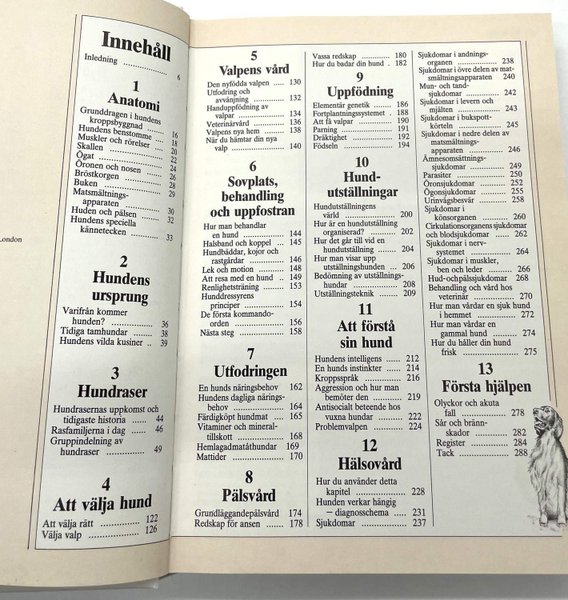 London
Innehåll
Inledning 6
1
Anatomi
Grunddragen i hundens
kroppsbyggnad 16
Hundens benstomme 18
Muskler och rörelser 20
Skallen 22
Ögat 24
Öronen och nosen 24
Bröstkorgen 26
Buken 28
Matsmältnings-
apparaten 30
Huden och pälsen 32
Hundens speciella
kännetecken 33
2
Hundens
ursprung
Varifrån kommer
hunden? 36
Tidiga tamhundar 38
Hundens vilda kusiner 39
3
Hundraser
Hundrasernas uppkomst och
tidigaste historia 44
Rasfamiljerna i dag 46
Gruppindelning av
hundraser 49
4
Att välja hund
Att välja rätt 122
Välja valp 126
5
Valpens vård
Den nyfödda valpen 130
Utfodring och
avvänjning 132
Handuppfödning av
valpar 134
Veterinärvård 136
Valpens nya hem 138
När du hämtar din nya
valp 140
6
Sovplats,
behandling
och uppfostran
Hur man behandlar
en hund 144
Halsband och koppel 145
Hundbäddar, kojor och
rastgårdar 146
Lek och motion 148
Att resa med en hund 149
Renlighetsträning 153
Hunddressyrens
principer 154
De första kommando-
orden 156
Nästa steg 158
7
Utfodringen
En hunds näringsbehov 162
Hundens dagliga närings-
behov 164
Färdigköpt hundmat 165
Vitaminer och mineral-
tillskott 168
Hemlagadmatåthundar 169
Mattider 170
8
Pälsvård
Grundläggandepälsvård 174
Redskap för ansen 178
Vassa redskap 180
Hur du badar din hund 182
9
Uppfödning
Elementär genetik 186
Fortplantningssystemet 188
Att få valpar 190
Parning 191
Dräktighet 192
Födseln 194
10
Hund-
utställningar
Hundutställningens
värld 200
Hur är en hundutställning
organiserad? 202
Hur det går till vid en
hundutställning 204
Hur man visar upp
utställningshunden 206
Bedömning av utställnings-
hundar 208
Utställningsteknik 209
11
Att förstå
sin hund
Hundens intelligens 212
En hunds instinkter 214
Kroppsspråk 216
Aggression och hur man
bemöter den 219
Antisocialt beteende hos
vuxna hundar 222
Problemvalpen 224
12
Hälsovård
Hur du använder detta
kapitel 228
Hunden verkar hängig
– diagnosschema 231
Sjukdomar 237
Sjukdomar i andnings-
organen 238
Sjukdomar i övre delen av mat-
smältningsapparaten 240
Mun- och tand-
sjukdomar 242
Sjukdomar i levern och
mjälten 243
Sjukdomar i bukspott-
körteln 245
Sjukdomar i nedre delen av
matsmältnings-
apparaten 246
Ämnesomsättnings-
sjukdomar 249
Parasiter 250
Öronsjukdomar 252
Ögonsjukdomar 255
Urinvägsbesvär 258
Sjukdomar i
könsorganen 260
Cirkulationsorganens sjukdomar
och blodsjukdomar 262
Sjukdomar i nerv-
systemet 264
Sjukdomar i muskler,
ben och leder 266
Hud-ochpälssjukdomar 268
Behandling och vård hos
veterinär 270
Hur man vårdar en sjuk hund
i hemmet 272
Hur man vårdar en
gammal hund 274
Hur du håller din hund
frisk 275
13
Första hjälpen
Olyckor och akuta
fall 278
Sår och bränn-
skador 282
Register 284
Tack 288